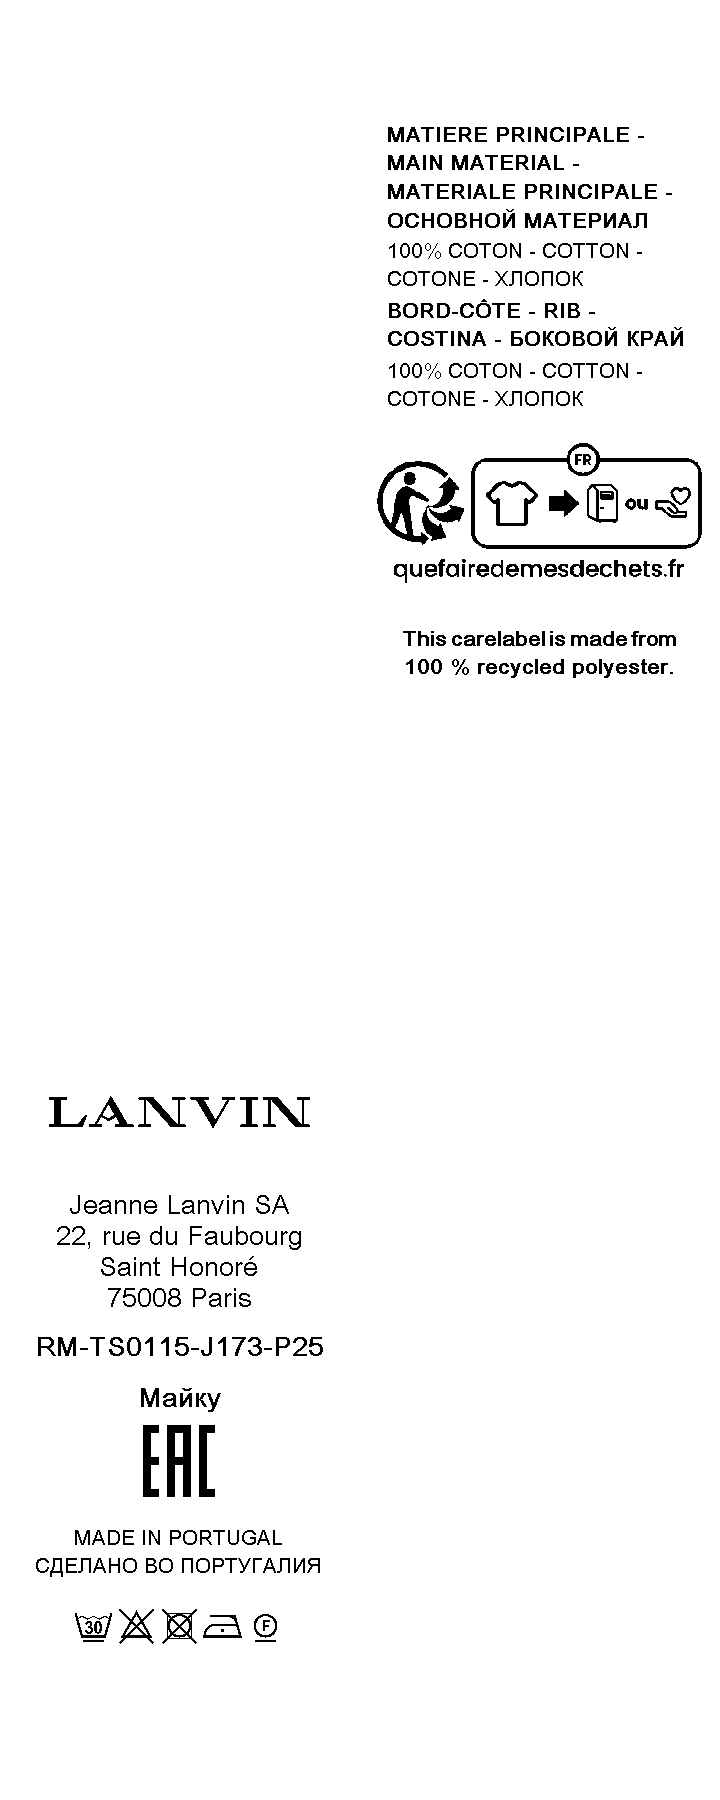 MATIERE PRINCIPALE -
MAIN MATERIAL -
MATERIALE PRINCIPALE -
ОСНОВНОЙ МАТЕРИАЛ
100% COTON - COTTON -
COTONE - ХЛОПОК
BORD-CÔTE - RIB -
COSTINA - БОКОВОЙ КРАЙ
100% COTON - COTTON -
COTONE - ХЛОПОК
FR
ou
quefairedemesdechets.fr
This carelabel is made from
100 % recycled polyester.
LANVIN
Jeanne Lanvin SA
22, rue du Faubourg
Saint Honoré
75008 Paris
RM-TS0115-J173-P25
Майку
EAC
MADE IN PORTUGAL
СДЕЛАНО ВО ПОРТУГАЛИЯ
30 F